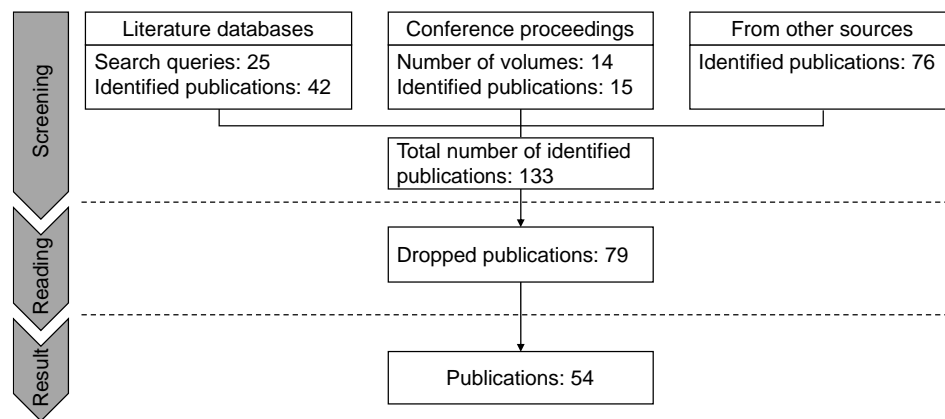 Screening
Literature databases
Search queries: 25
Identified publications: 42
Conference proceedings
Number of volumes: 14
Identified publications: 15
From other sources
Identified publications: 76
Total number of identified
publications: 133
Reading
Dropped publications: 79
Result
Publications: 54